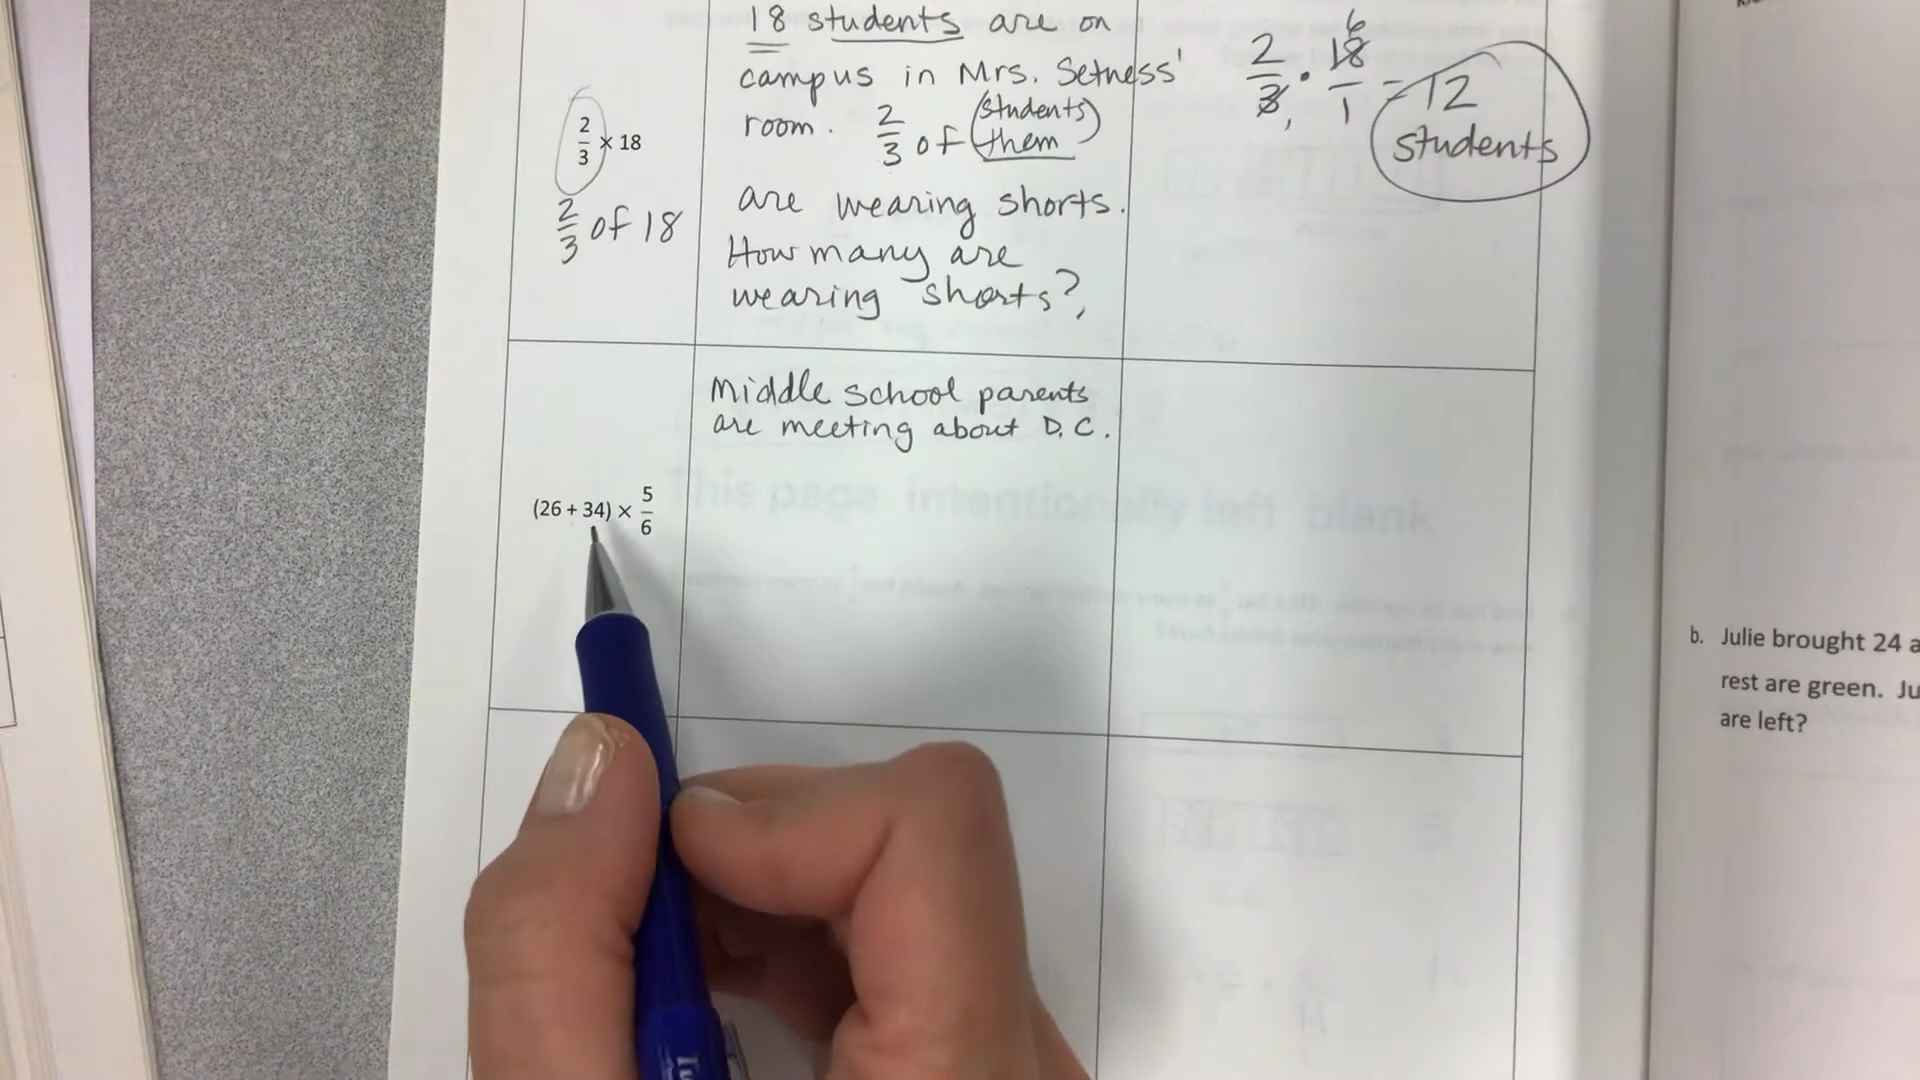 2/3 × 18
2/3 of 18
18 students are on
campus in Mrs. Setness'
room. 2/3 of (students)
them
are wearing shorts.
How many are
wearing shorts?
2/3 · 18/1 = 12
6
1
students
(26 + 34) × 5/6
Middle school parents
are meeting about D.C.
This page intentionally left blank
b. Julie brought 24
rest are green. Ju
are left?